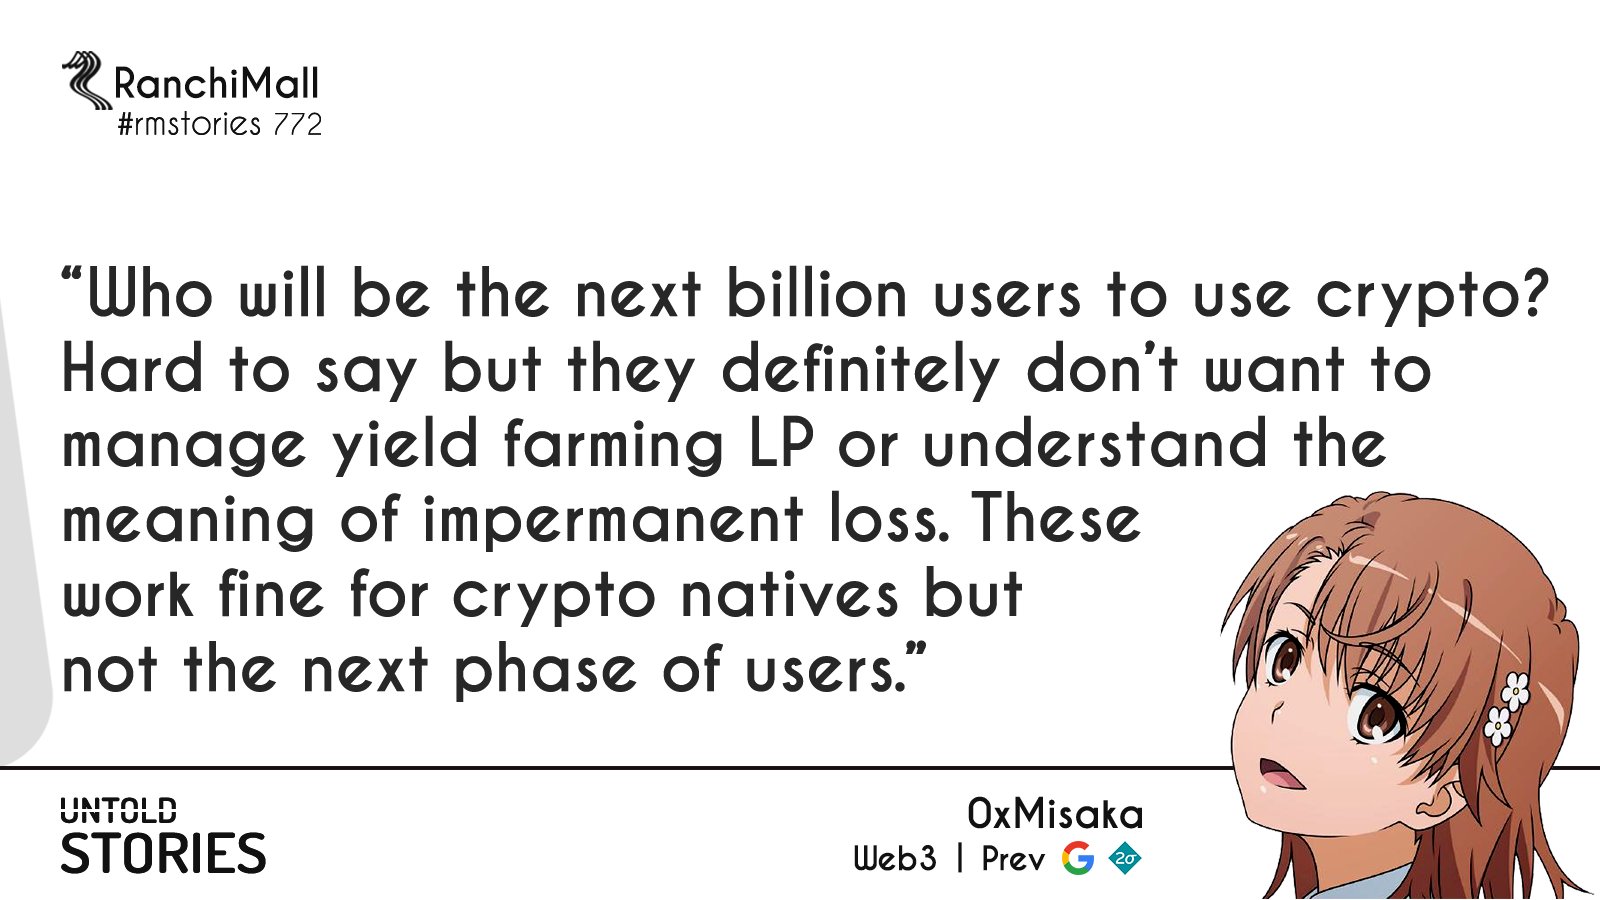 RanchiMall
#rmstories 772
“Who will be the next billion users to use crypto?
Hard to say but they definitely don’t want to
manage yield farming LP or understand the
meaning of impermanent loss. These
work fine for crypto natives but
not the next phase of users.”
UNTOLD
STORIES
0xMisaka
Web3 | Prev G 2σ